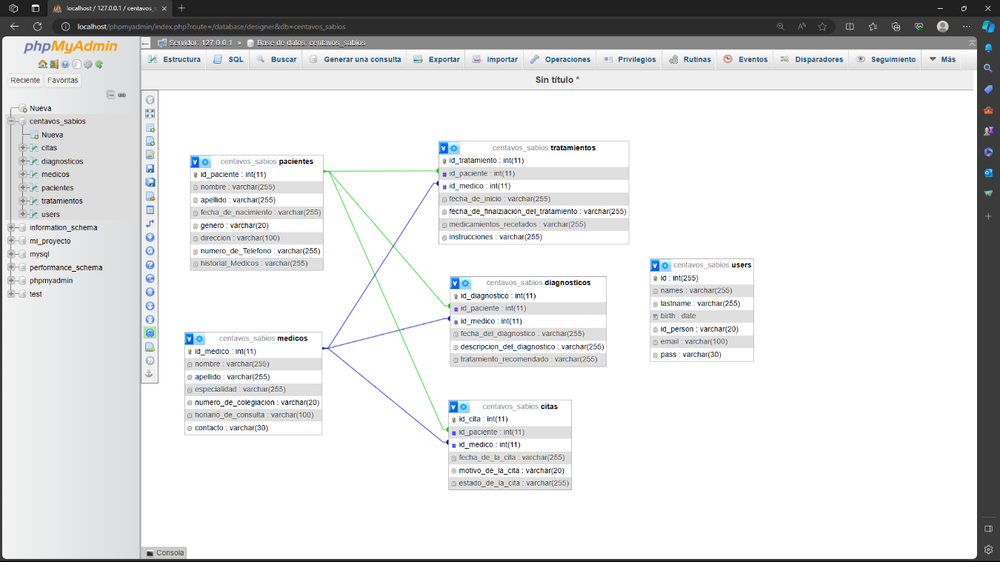 localhost / 127.0.0.1 / centavos_s
localhost/phpmyadmin/index.php?route=/database/designer&db=centavos_sabios
phpMyAdmin
Reciente
Favoritas
Nueva
centavos_sabios
Nueva
citas
diagnosticos
medicos
pacientes
tratamientos
users
information_schema
mi_proyecto
mysql
performance_schema
phpmyadmin
test
Servidor: 127.0.0.1 » Base de datos: centavos_sabios
Estructura SQL Buscar Generar una consulta Exportar Importar Operaciones Privilegios Rutinas Eventos Disparadores Seguimiento Más
Sin título *
centavos_sabios pacientes
id_paciente : int(11)
nombre : varchar(255)
apellido : varchar(255)
fecha_de_nacimiento : varchar(255)
genero : varchar(20)
direccion : varchar(100)
numero_de_Telefono : varchar(255)
historial_Medicos : varchar(255)
centavos_sabios medicos
id_medico : int(11)
nombre : varchar(255)
apellido : varchar(255)
especialidad : varchar(255)
numero_de_colegiacion : varchar(20)
horiario_de_consulta : varchar(100)
contacto : varchar(30)
centavos_sabios tratamientos
id_tratamiento : int(11)
id_paciente : int(11)
id_medico : int(11)
fecha_de_inicio : varchar(255)
fecha_de_finalziacion_del_tratamiento : varchar(255)
medicamientos_recetados : varchar(255)
instrucciones : varchar(255)
centavos_sabios diagnosticos
id_diagnostico : int(11)
id_paciente : int(11)
id_medico : int(11)
fecha_del_diagnostico : varchar(255)
descripcion_del_diagnostico : varchar(255)
tratamiento_recomendado : varchar(255)
centavos_sabios citas
id_cita : int(11)
id_paciente : int(11)
id_medico : int(11)
fecha_de_la_cita : varchar(255)
motivo_de_la_cita : varchar(20)
estado_de_la_cita : varchar(255)
centavos_sabios users
id : int(255)
names : varchar(255)
lastname : varchar(255)
birth : date
id_person : varchar(20)
email : varchar(100)
pass : varchar(30)
Consola